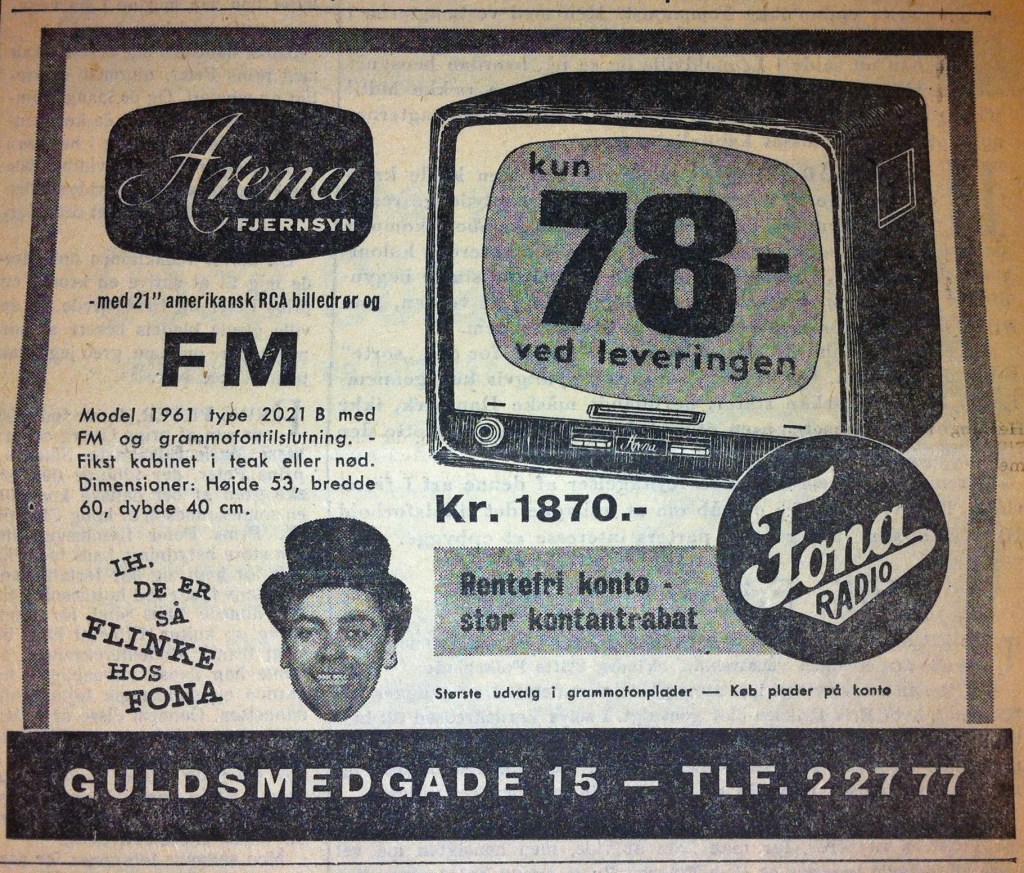 Arena
FJERNSYN
-med 21" amerikansk RCA billedrør og
FM
Model 1961 type 2021 B med
FM og grammofontilslutning. -
Fikst kabinet i teak eller nød.
Dimensioner: Højde 53, bredde
60, dybde 40 cm.
kun
78-
ved leveringen
Arena
Kr. 1870.-
Fona
RADIO
Rentefri konto -
stor kontantrabat
IH,
DE ER
SÅ
FLINKE
HOS
FONA
Største udvalg i grammofonplader — Køb plader på konto
GULDSMEDGADE 15 — TLF. 2 27 77